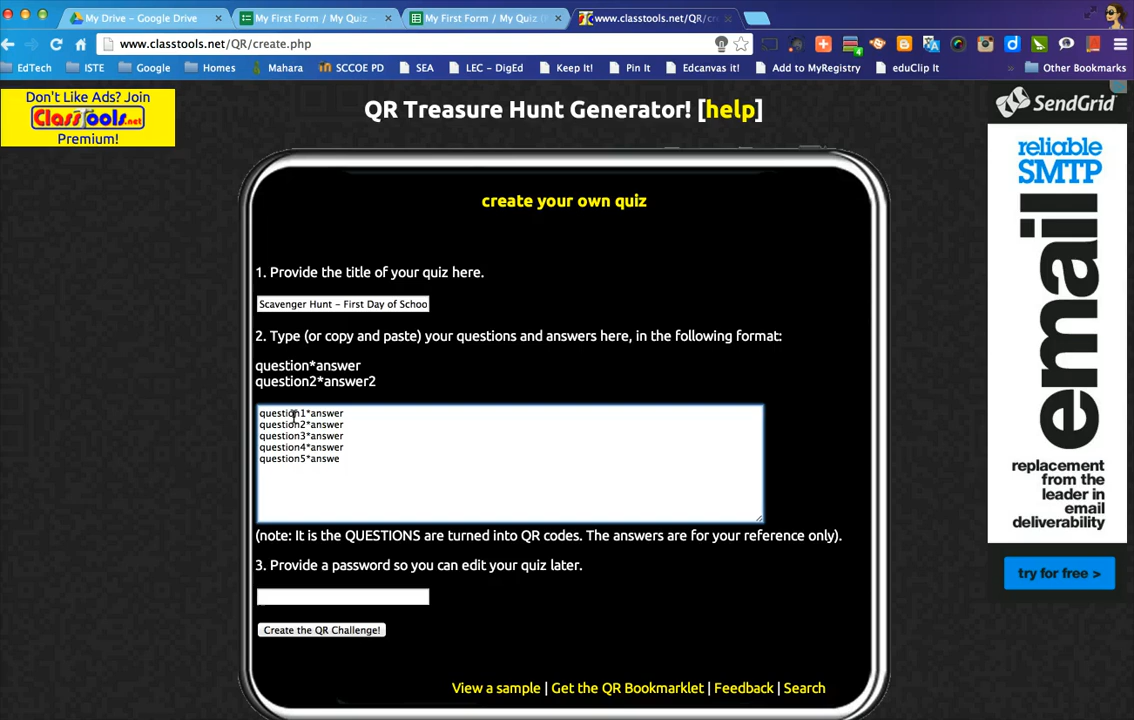 My Drive – Google Drive
My First Form / My Quiz –
My First Form / My Quiz (
www.classtools.net/QR/cre
www.classtools.net/QR/create.php
EdTech
ISTE
Google
Homes
Mahara
SCCOE PD
SEA
LEC – DigEd
Keep It!
Pin It
Edcanvas it!
Add to MyRegistry
eduClip It
Other Bookmarks
Don't Like Ads? Join
ClassTools.net
Premium!
QR Treasure Hunt Generator! [help]
SendGrid
create your own quiz
1. Provide the title of your quiz here.
Scavenger Hunt – First Day of Schoo
2. Type (or copy and paste) your questions and answers here, in the following format:
question*answer
question2*answer2
question1*answer
question2*answer
question3*answer
question4*answer
question5*answe
(note: It is the QUESTIONS are turned into QR codes. The answers are for your reference only).
3. Provide a password so you can edit your quiz later.
Create the QR Challenge!
View a sample | Get the QR Bookmarklet | Feedback | Search
reliable
SMTP
email
replacement
from the
leader in
email
deliverability
try for free >